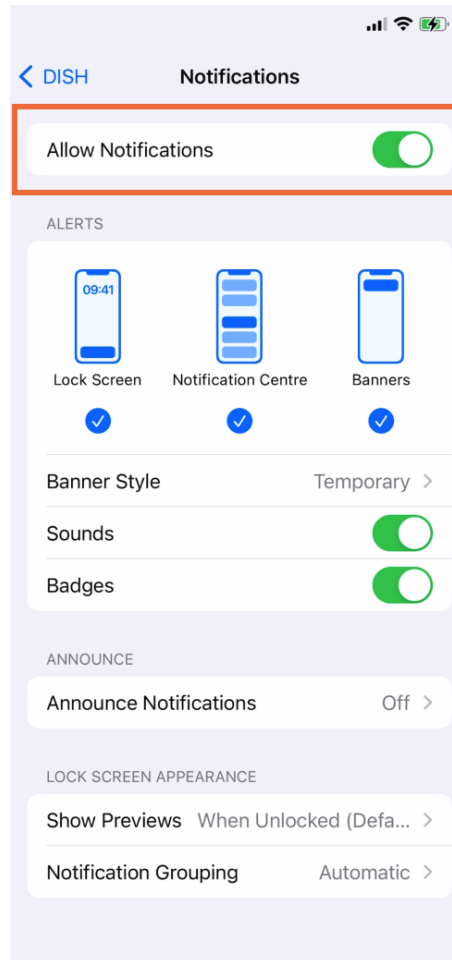 DISH Notifications
Allow Notifications
ALERTS
09:41
Lock Screen Notification Centre Banners
Banner Style Temporary
Sounds
Badges
ANNOUNCE
Announce Notifications Off
LOCK SCREEN APPEARANCE
Show Previews When Unlocked (Defa...
Notification Grouping Automatic